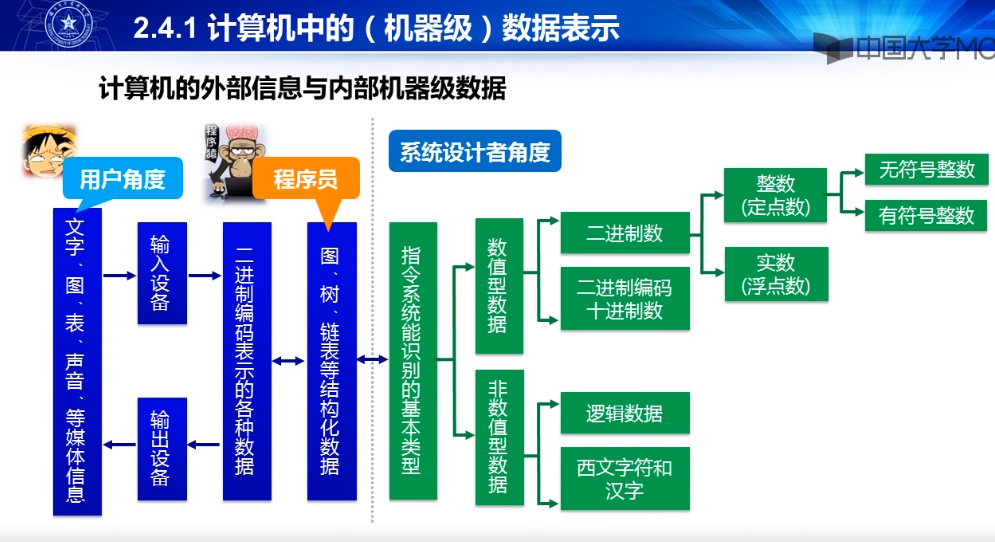 2.4.1 计算机中的（机器级）数据表示
中国大学MO
计算机的外部信息与内部机器级数据
程序猿
用户角度
程序员
系统设计者角度
文字、图、表、声音、等媒体信息
输入设备
输出设备
二进制编码表示的各种数据
图、树、链表等结构化数据
指令系统能识别的基本类型
数值型数据
非数值型数据
二进制数
二进制编码
十进制数
逻辑数据
西文字符和
汉字
整数
(定点数)
实数
(浮点数)
无符号整数
有符号整数